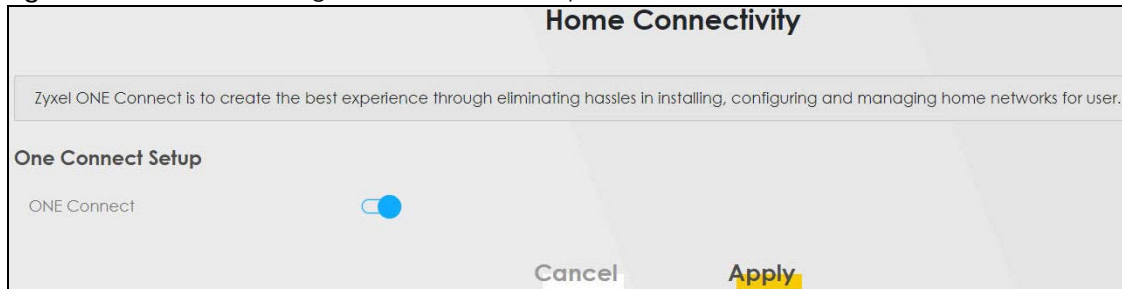 Home Connectivity
Zyxel ONE Connect is to create the best experience through eliminating hassles in installing, configuring and managing home networks for user.
One Connect Setup
ONE Connect
Cancel Apply